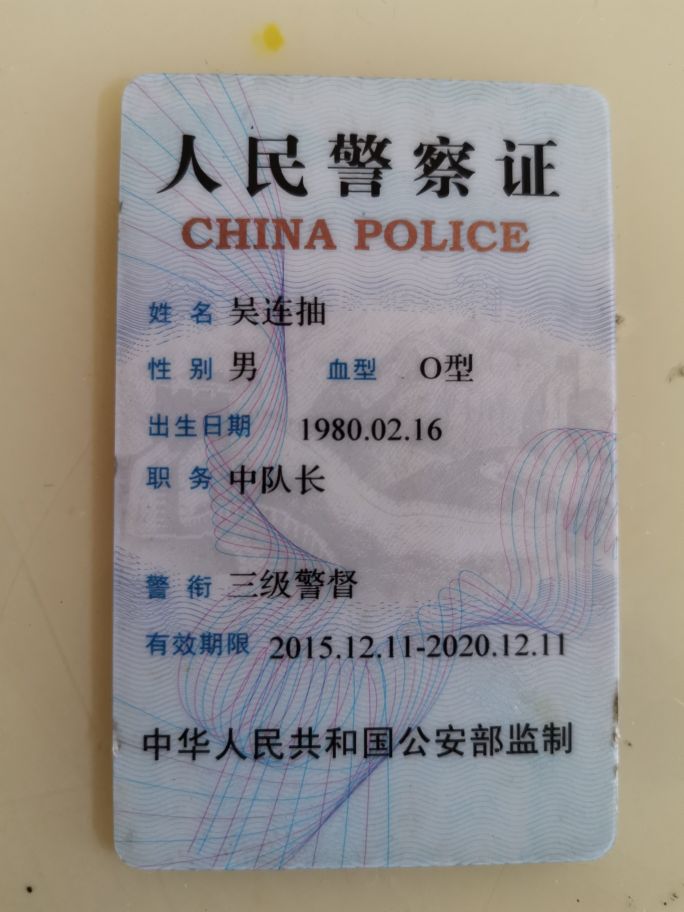 人民警察证
CHINA POLICE
姓名 吴连抽
性别 男 血型 O型
出生日期 1980.02.16
职务 中队长
警衔 三级警督
有效期限 2015.12.11-2020.12.11
中华人民共和国公安部监制